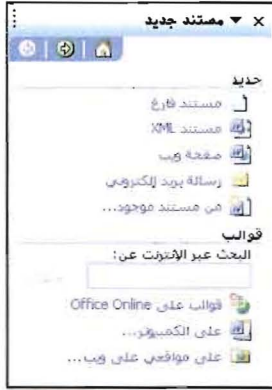 مستند جديد
جديد
مستند فارغ
مستند XML
صفحة ويب
رسالة بريد إلكتروني
من مستند موجود...
قوالب
البحث عبر الإنترنت عن:
قوالب على Office Online
على الكمبيوتر...
على مواقعي على ويب...